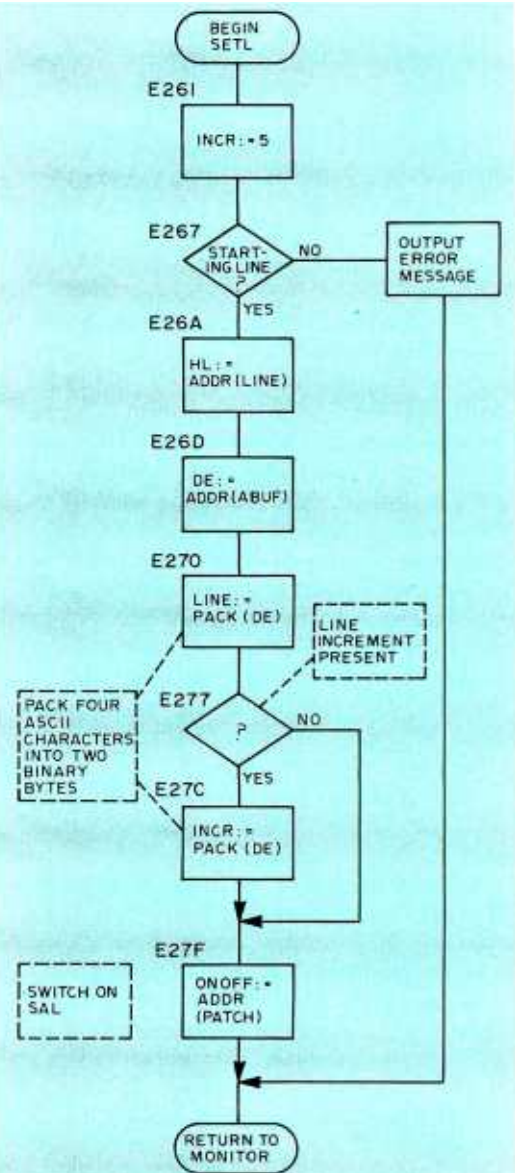 BEGIN
SETL
E261
INCR:=5
E267
START-
ING LINE
?
NO
OUTPUT
ERROR
MESSAGE
YES
E26A
HL:=
ADDR(LINE)
E26D
DE:=
ADDR(ABUF)
E270
LINE:=
PACK(DE)
LINE
INCREMENT
PRESENT
PACK FOUR
ASCII
CHARACTERS
INTO TWO
BINARY
BYTES
E277
?
NO
YES
E27C
INCR:=
PACK(DE)
E27F
SWITCH ON
SAL
ONOFF:=
ADDR
(PATCH)
RETURN TO
MONITOR